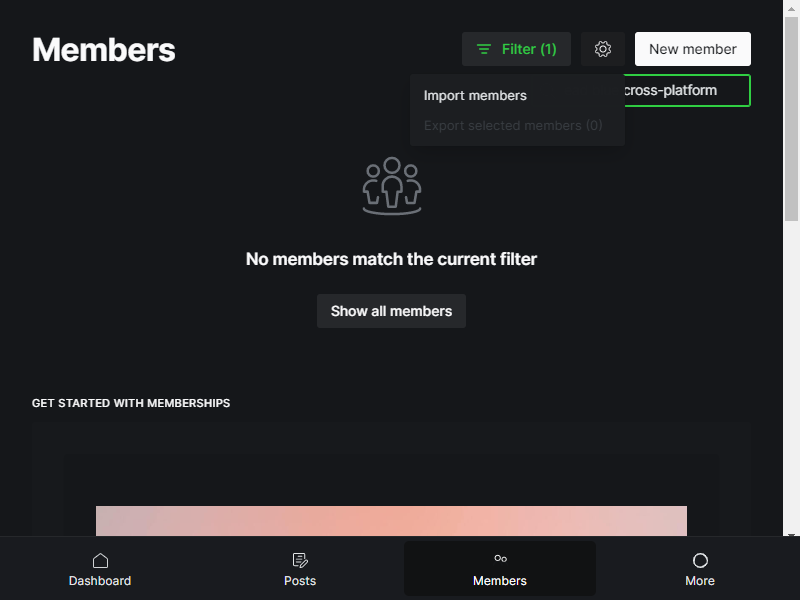 Members
Filter (1)
New member
Import members
cross-platform
Export selected members (0)
No members match the current filter
Show all members
GET STARTED WITH MEMBERSHIPS
Dashboard
Posts
Members
More